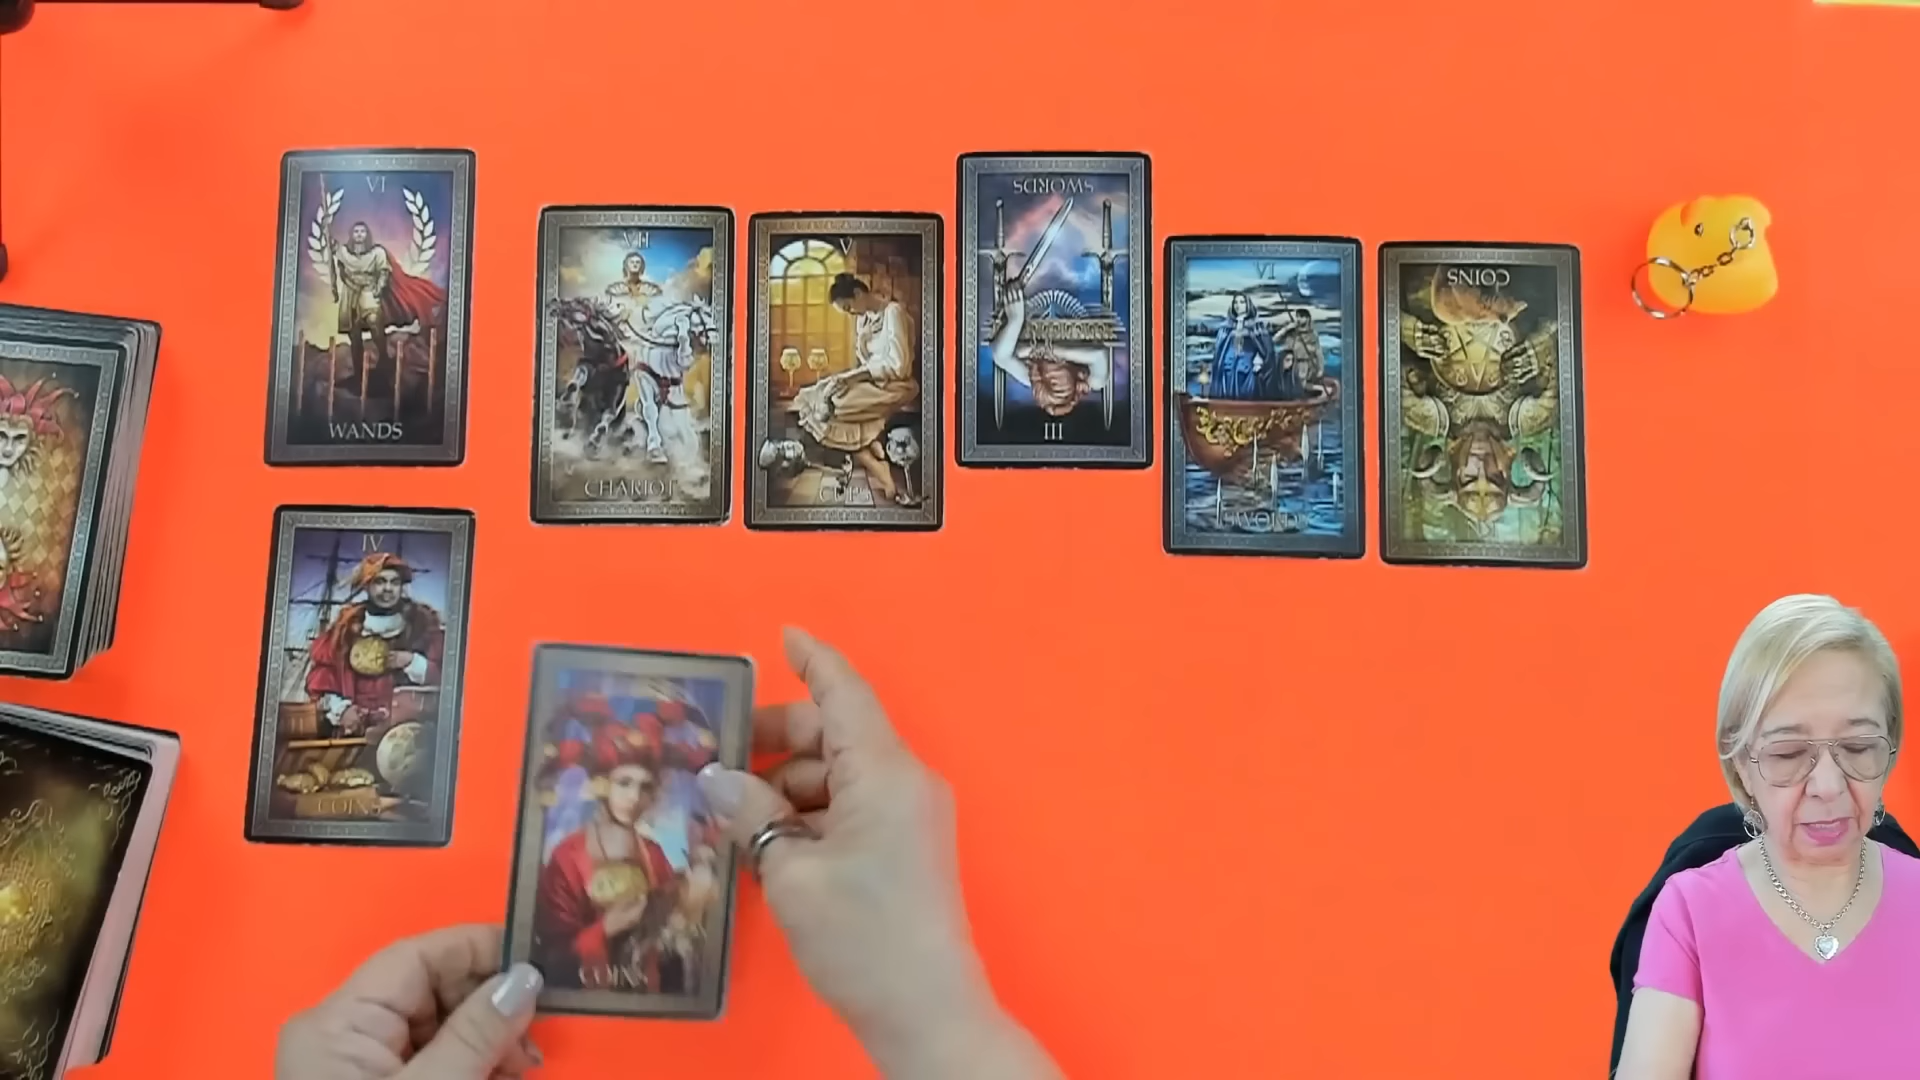 VI
WANDS
VII
CHARIOT
V
CUPS
SWORDS
III
VI
SWORDS
COINS
IV
COINS
COINS